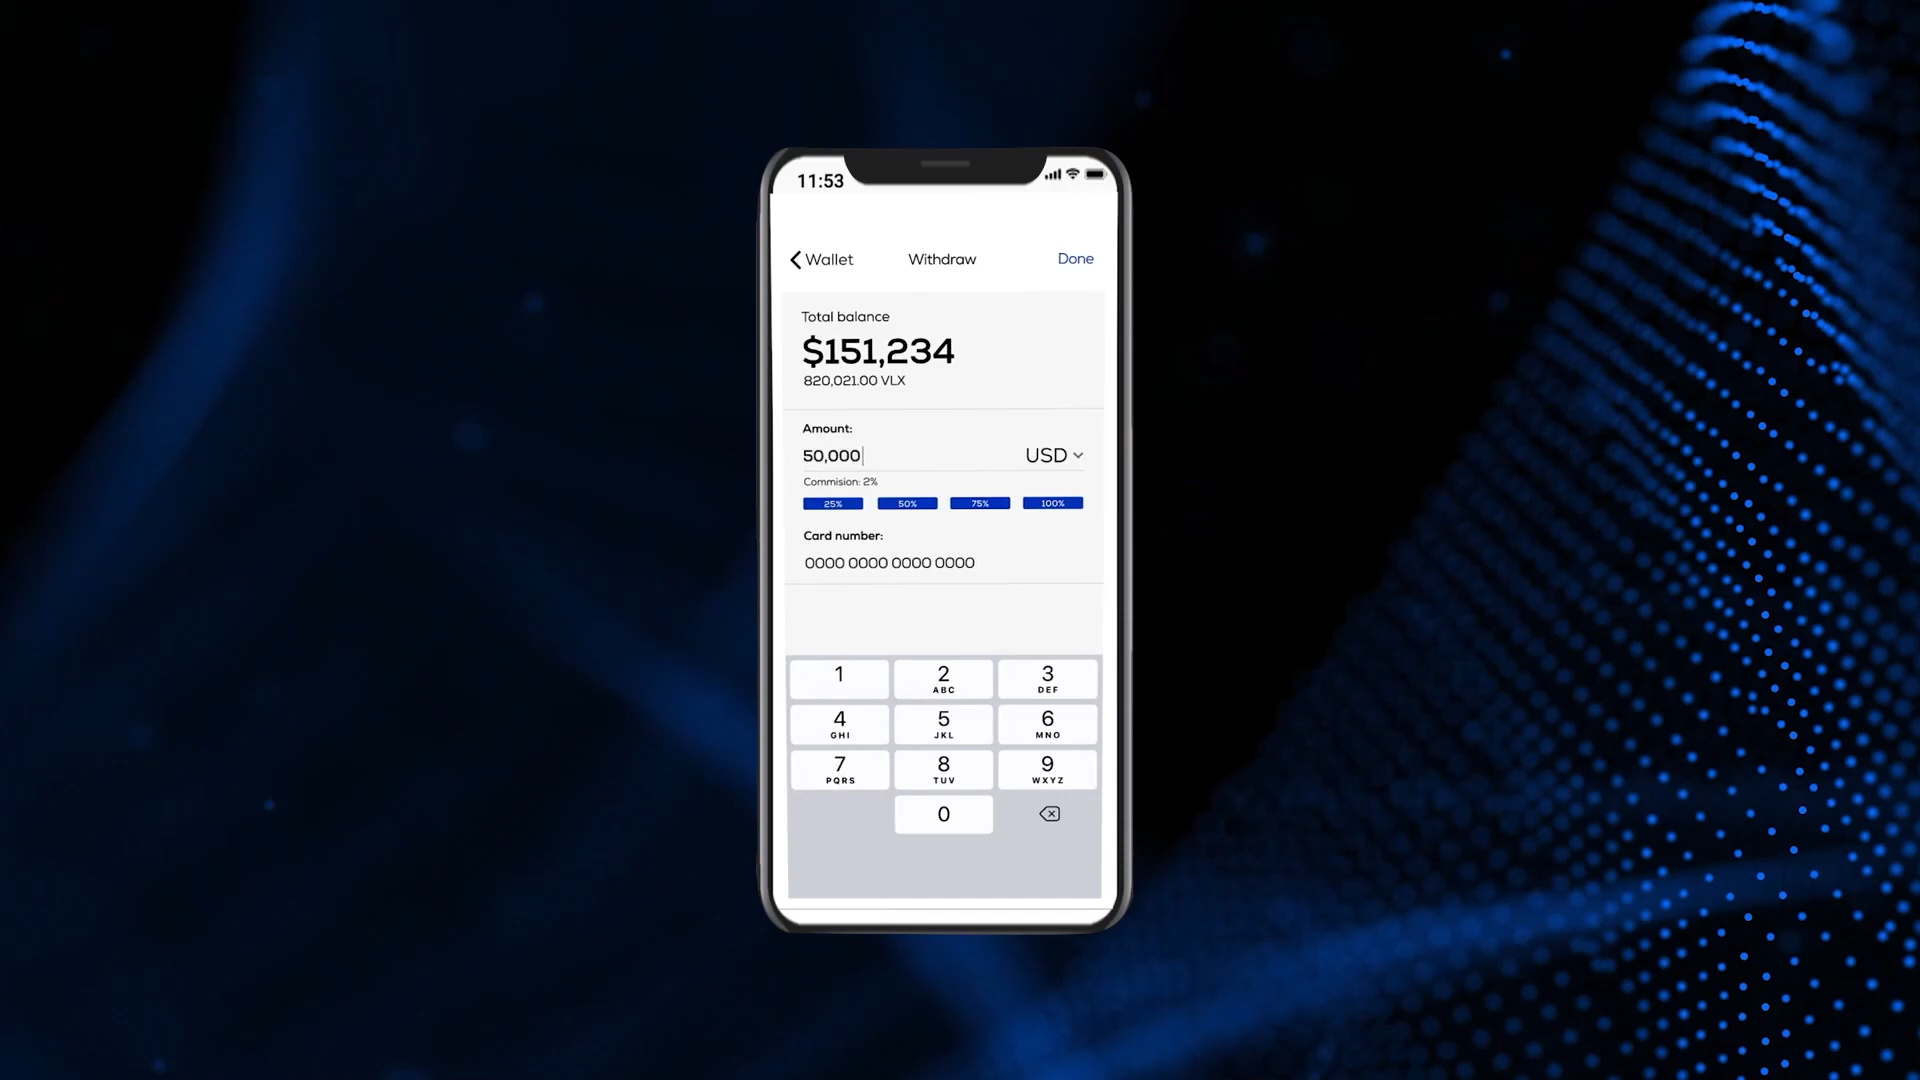 11:53
Wallet Withdraw Done
Total balance
$151,234
820,021.00 VLX
Amount:
50,000 USD
Commision: 2%
25% 50% 75% 100%
Card number:
0000 0000 0000 0000
1 2 3
ABC DEF
4 5 6
GHI JKL MNO
7 8 9
PQRS TUV WXYZ
0